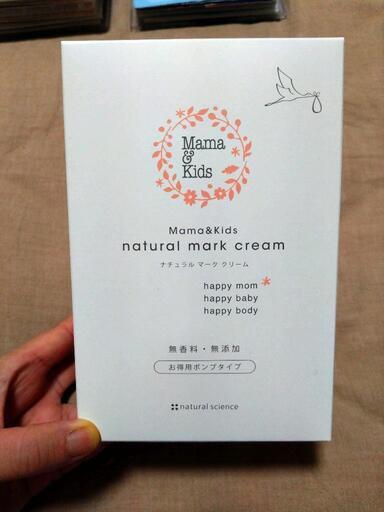 Mama
&
Kids
Mama&Kids
natural mark cream
ナチュラル マーク クリーム
happy mom*
happy baby
happy body
無香料・無添加
お得用ポンプタイプ
natural science